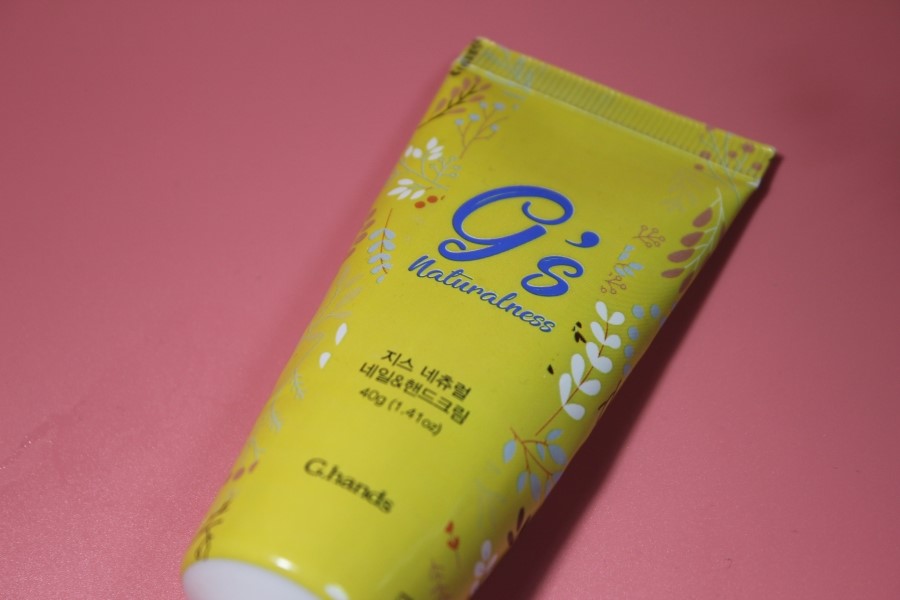 G's
Naturalness
지스 네츄럴
네일&핸드크림
40g (1.41oz)
G.hands